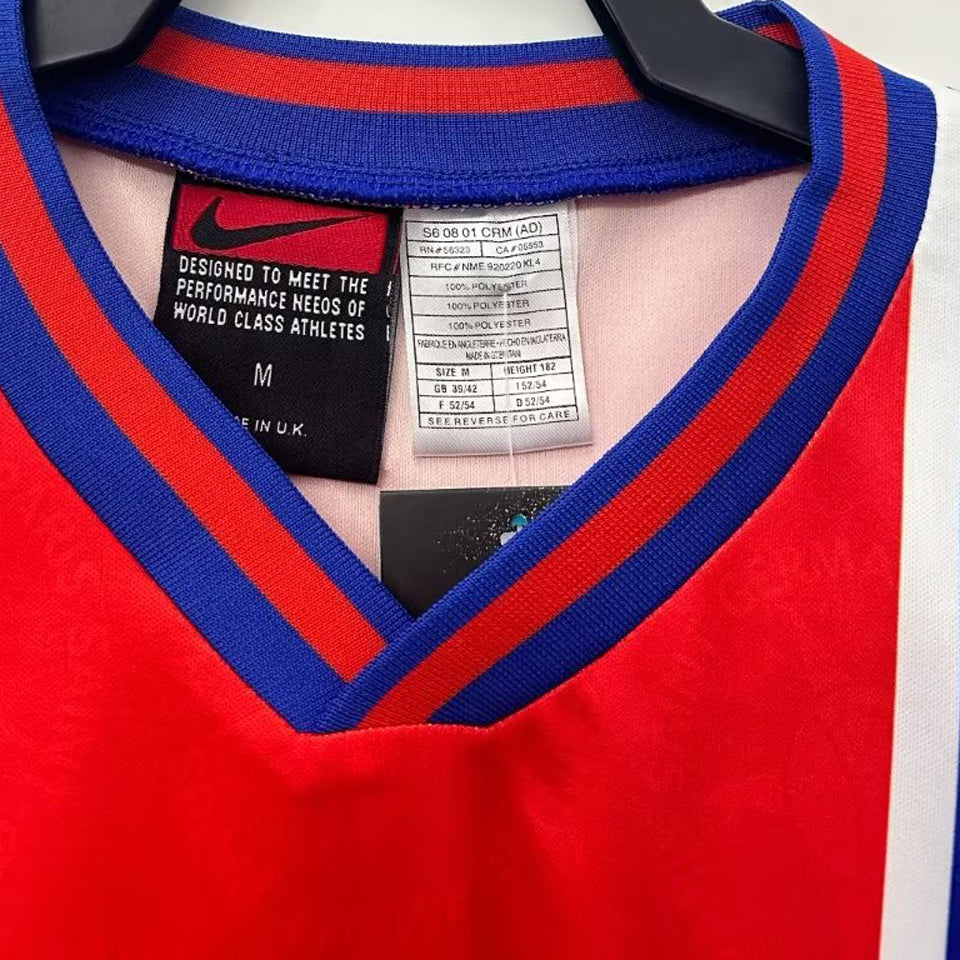 DESIGNED TO MEET THE
PERFORMANCE NEEOS OF
WORLD CLASS ATHLETES
M
E IN U.K.
S6 08 01 CRM (AD)
RN#56323 CA#05553
RFC#NME 920220 KL4
100% POLYESTER
100% POLYESTER
100% POLYESTER
FABRIQUE EN ANGLETERRE-HECHO EN INGLATERRA
MADE IN GT.BRITAIN
SIZE M HEIGHT 182
GB 39/42 I 52/54
F 52/54 D 52/54
SEE REVERSE FOR CARE